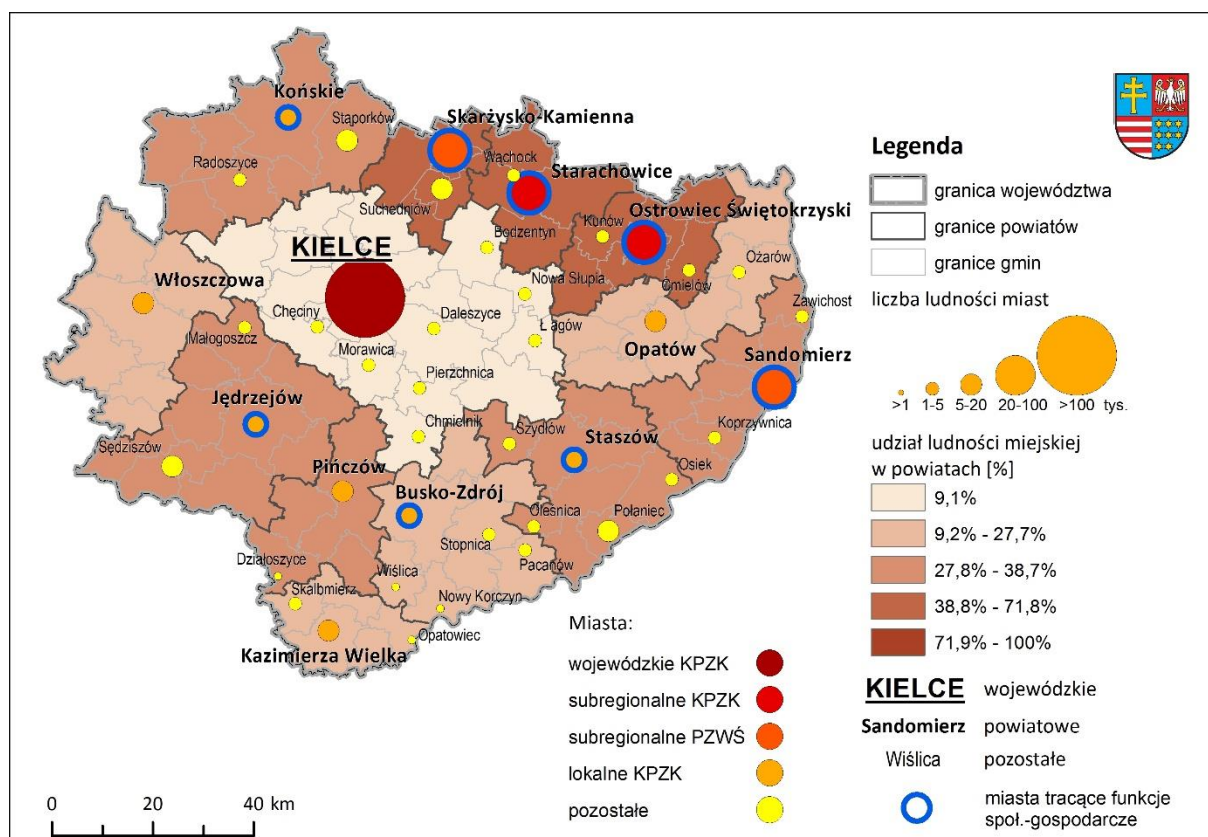 Końskie
Stąporków
Radoszyce
Skarżysko-Kamienna
Wąchock
Starachowice
Suchedniów
Ostrowiec Świętokrzyski
Kunów
Bodzentyn
KIELCE
Ożarów
Ćmielów
Nowa Słupia
Włoszczowa
Zawichost
Chęciny
Daleszyce
Małogoszcz
Łagów
Opatów
Sandomierz
Morawica
Pierzchnica
Jędrzejów
Chmielnik
Szydłów
Staszów
Koprzywnica
Sędziszów
Pińczów
Osiek
Busko-Zdrój
Oleśnica
Połaniec
Stopnica
Pacanów
Działoszyce
Wiślica
Skalbmierz
Nowy Korczyn
Opatowiec
Kazimierza Wielka
0 20 40 km
Miasta:
wojewódzkie KPZK
subregionalne KPZK
subregionalne PZWŚ
lokalne KPZK
pozostałe
Legenda
granica województwa
granice powiatów
granice gmin
liczba ludności miast
>1 1-5 5-20 20-100 >100 tys.
udział ludności miejskiej
w powiatach [%]
9,1%
9,2% - 27,7%
27,8% - 38,7%
38,8% - 71,8%
71,9% - 100%
KIELCE wojewódzkie
Sandomierz powiatowe
Wiślica pozostałe
miasta tracące funkcje
społ.-gospodarcze